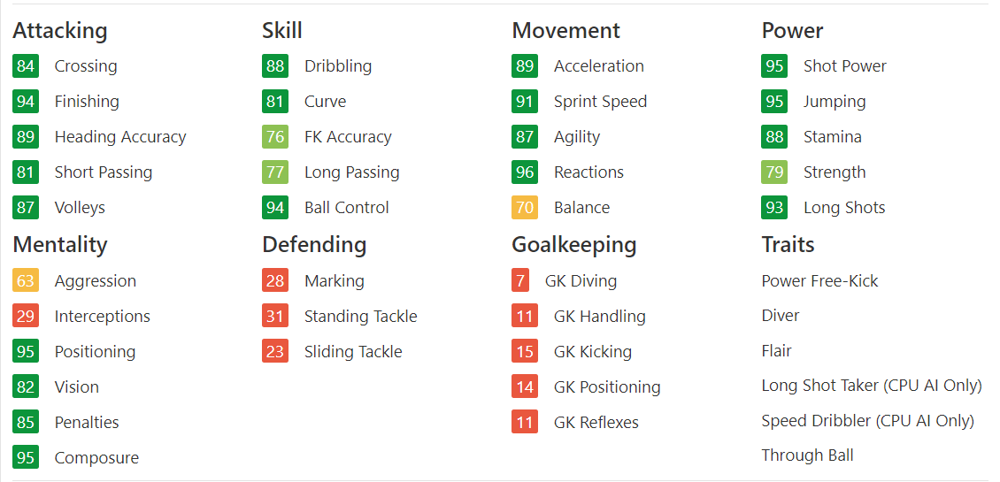 Attacking
84 Crossing
94 Finishing
89 Heading Accuracy
81 Short Passing
87 Volleys
Skill
88 Dribbling
81 Curve
76 FK Accuracy
77 Long Passing
94 Ball Control
Movement
89 Acceleration
91 Sprint Speed
87 Agility
96 Reactions
70 Balance
Power
95 Shot Power
95 Jumping
88 Stamina
79 Strength
93 Long Shots
Mentality
63 Aggression
29 Interceptions
95 Positioning
82 Vision
85 Penalties
95 Composure
Defending
28 Marking
31 Standing Tackle
23 Sliding Tackle
Goalkeeping
7 GK Diving
11 GK Handling
15 GK Kicking
14 GK Positioning
11 GK Reflexes
Traits
Power Free-Kick
Diver
Flair
Long Shot Taker (CPU AI Only)
Speed Dribbler (CPU AI Only)
Through Ball